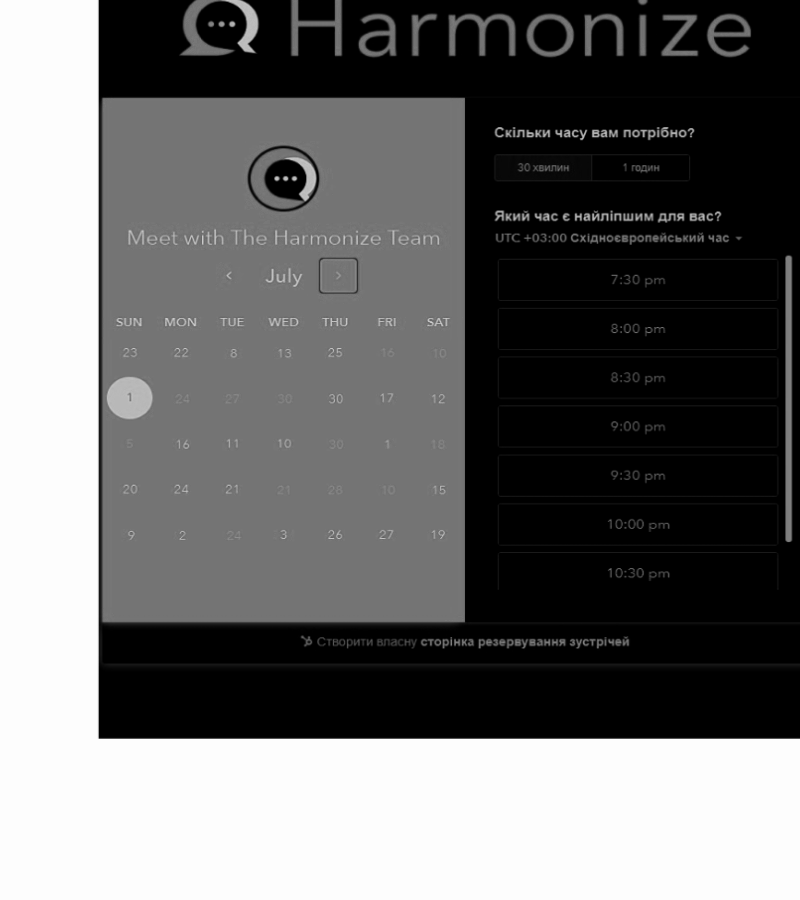 Harmonize
Meet with The Harmonize Team
July
SUN MON TUE WED THU FRI SAT
23 22 8 13 25 16 10
1 24 27 30 30 17 12
5 16 11 10 30 1 18
20 24 21 21 28 10 15
9 2 24 3 26 27 19
Скільки часу вам потрібно?
30 хвилин 1 годин
Який час є найліпшим для вас?
UTC +03:00 Східноєвропейський час
7:30 pm
8:00 pm
8:30 pm
9:00 pm
9:30 pm
10:00 pm
10:30 pm
Створити власну сторінка резервування зустрічей